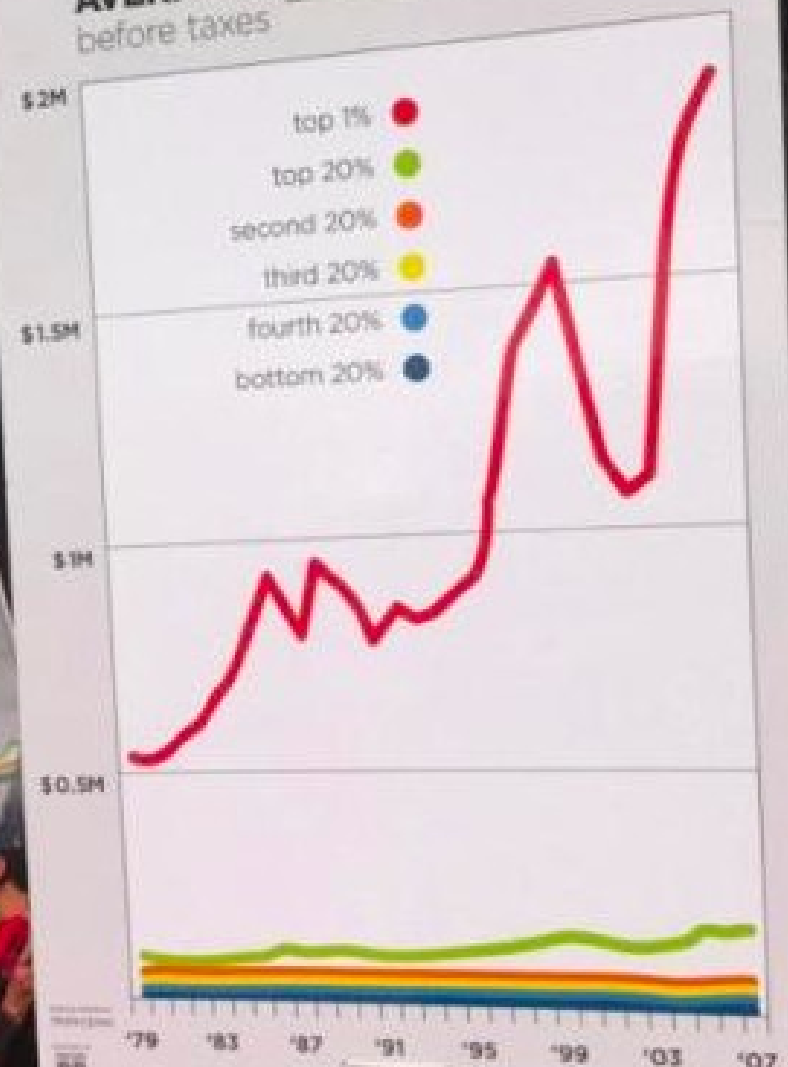 before taxes
$2M
top 1%
top 20%
second 20%
third 20%
$1.5M
fourth 20%
bottom 20%
$1M
$0.5M
'79 '83 '87 '91 '95 '99 '03 '07